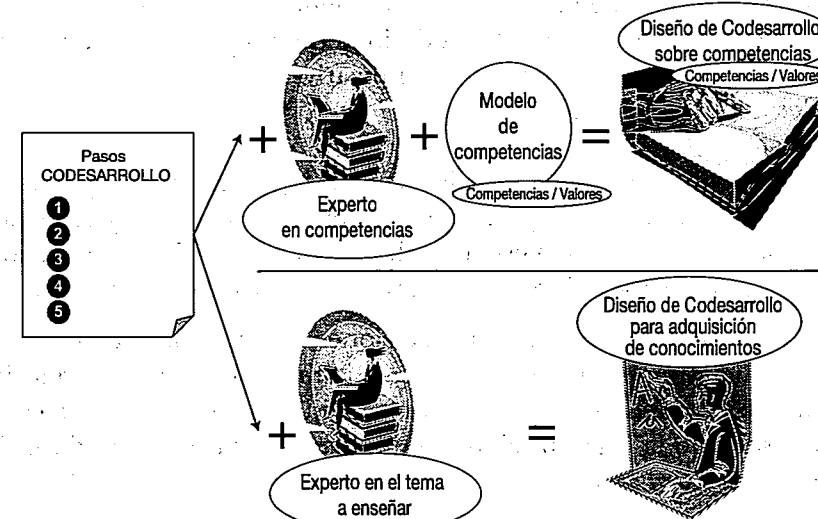 Pasos
CODESARROLLO
1
2
3
4
5
+
Experto
en competencias
+
Modelo
de
competencias
Competencias / Valores
=
Diseño de Codesarrollo
sobre competencias
Competencias / Valores
+
Experto en el tema
a enseñar
=
Diseño de Codesarrollo
para adquisición
de conocimientos